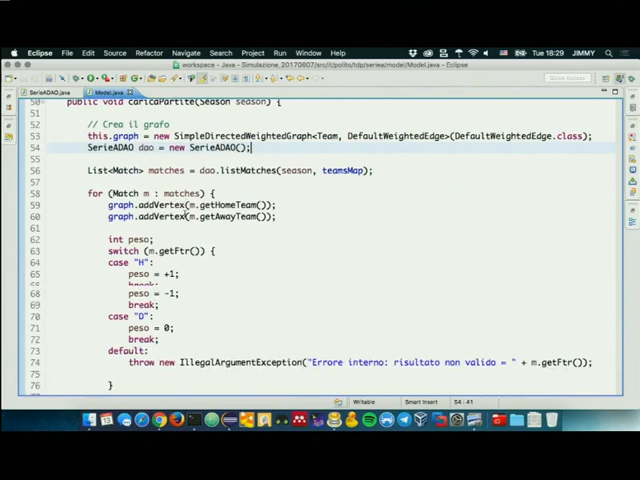 Eclipse File Edit Source Refactor Navigate Search Project Run Window Help Tue 18:29 JIMMY
workspace - Java - Simulazione_20170807/src/it/polito/tdp/seriea/model/Model.java - Eclipse
Quick Access
SerieADAO.java Model.java
50 public void caricaPartite(Season season) {
51
52 // Crea il grafo
53 this.graph = new SimpleDirectedWeightedGraph<Team, DefaultWeightedEdge>(DefaultWeightedEdge.class);
54 SerieADAO dao = new SerieADAO();
55
56 List<Match> matches = dao.listMatches(season, teamsMap);
57
58 for (Match m : matches) {
59 graph.addVertex(m.getHomeTeam());
60 graph.addVertex(m.getAwayTeam());
61
62 int peso;
63 switch (m.getFtr()) {
64 case "H":
65 peso = +1;
68 peso = -1;
69 break;
70 case "D":
71 peso = 0;
72 break;
73 default:
74 throw new IllegalArgumentException("Errore interno: risultato non valido = " + m.getFtr());
75
76 }
Writable Smart Insert 54 : 41